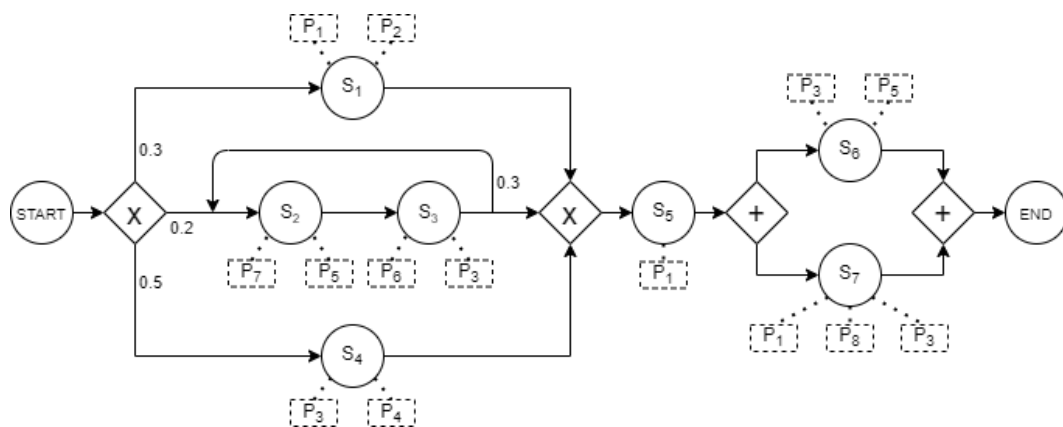 P₁ P₂
S₁
P₃ P₅
S₆
0.3
0.3
START X S₂ S₃ X S₅ + + END
0.2
P₇ P₅ P₆ P₃ P₁
S₇
0.5
P₁ P₈ P₃
S₄
P₃ P₄